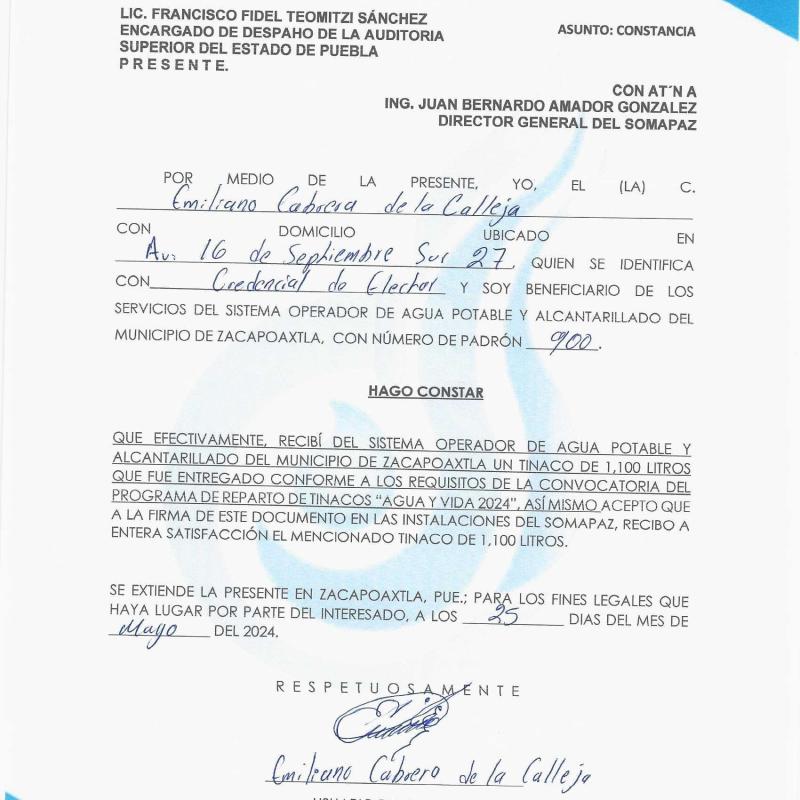 LIC. FRANCISCO FIDEL TEOMITZI SÁNCHEZ
ENCARGADO DE DESPAHO DE LA AUDITORIA
SUPERIOR DEL ESTADO DE PUEBLA
P R E S E N T E.
ASUNTO: CONSTANCIA
CON AT´N A
ING. JUAN BERNARDO AMADOR GONZALEZ
DIRECTOR GENERAL DEL SOMAPAZ
POR MEDIO DE LA PRESENTE, YO, EL (LA) C.
Emiliano Cabrera de la Calleja
CON DOMICILIO UBICADO EN
Av: 16 de Septiembre Sur 27, QUIEN SE IDENTIFICA
CON Credencial de Elector Y SOY BENEFICIARIO DE LOS
SERVICIOS DEL SISTEMA OPERADOR DE AGUA POTABLE Y ALCANTARILLADO DEL
MUNICIPIO DE ZACAPOAXTLA, CON NÚMERO DE PADRÓN 900.
HAGO CONSTAR
QUE EFECTIVAMENTE, RECIBÍ DEL SISTEMA OPERADOR DE AGUA POTABLE Y
ALCANTARILLADO DEL MUNICIPIO DE ZACAPOAXTLA UN TINACO DE 1,100 LITROS
QUE FUE ENTREGADO CONFORME A LOS REQUISITOS DE LA CONVOCATORIA DEL
PROGRAMA DE REPARTO DE TINACOS "AGUA Y VIDA 2024", ASÍ MISMO ACEPTO QUE
A LA FIRMA DE ESTE DOCUMENTO EN LAS INSTALACIONES DEL SOMAPAZ, RECIBO A
ENTERA SATISFACCIÓN EL MENCIONADO TINACO DE 1,100 LITROS.
SE EXTIENDE LA PRESENTE EN ZACAPOAXTLA, PUE.; PARA LOS FINES LEGALES QUE
HAYA LUGAR POR PARTE DEL INTERESADO, A LOS 25 DIAS DEL MES DE
Mayo DEL 2024.
R E S P E T U O S A M E N T E
Emiliano Cabrera de la Calleja